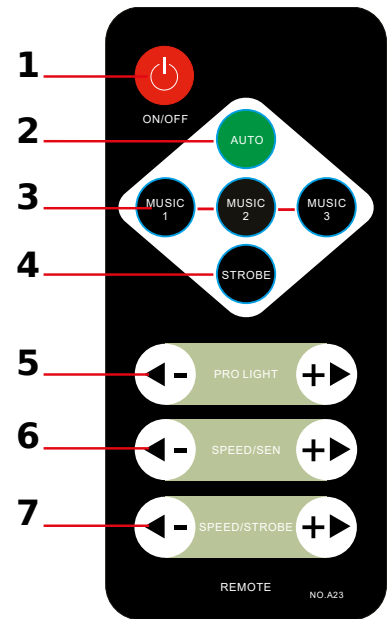 1
ON/OFF
2
AUTO
3
MUSIC
1
MUSIC
2
MUSIC
3
4
STROBE
5
- PRO LIGHT +
6
- SPEED/SEN +
7
- SPEED/STROBE +
REMOTE
NO.A23